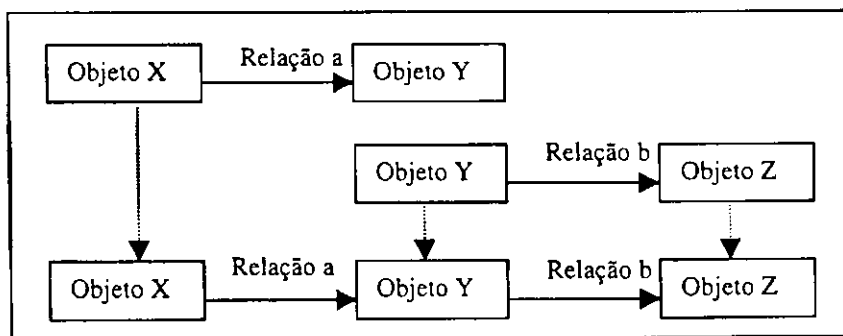 Objeto X
Relação a
Objeto Y
Objeto Y
Relação b
Objeto Z
Objeto X
Relação a
Objeto Y
Relação b
Objeto Z